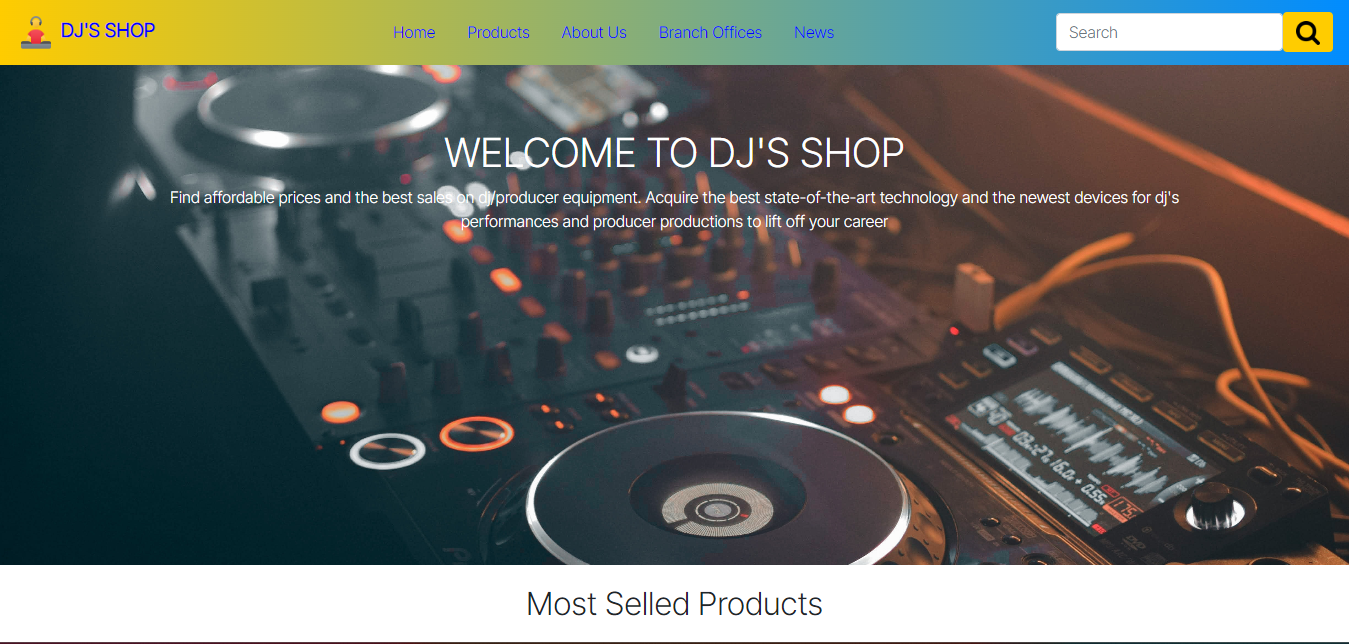 DJ'S SHOP
Home Products About Us Branch Offices News
Search
WELCOME TO DJ'S SHOP
Find affordable prices and the best sales on dj/producer equipment. Acquire the best state-of-the-art technology and the newest devices for dj's
performances and producer productions to lift off your career
Most Selled Products